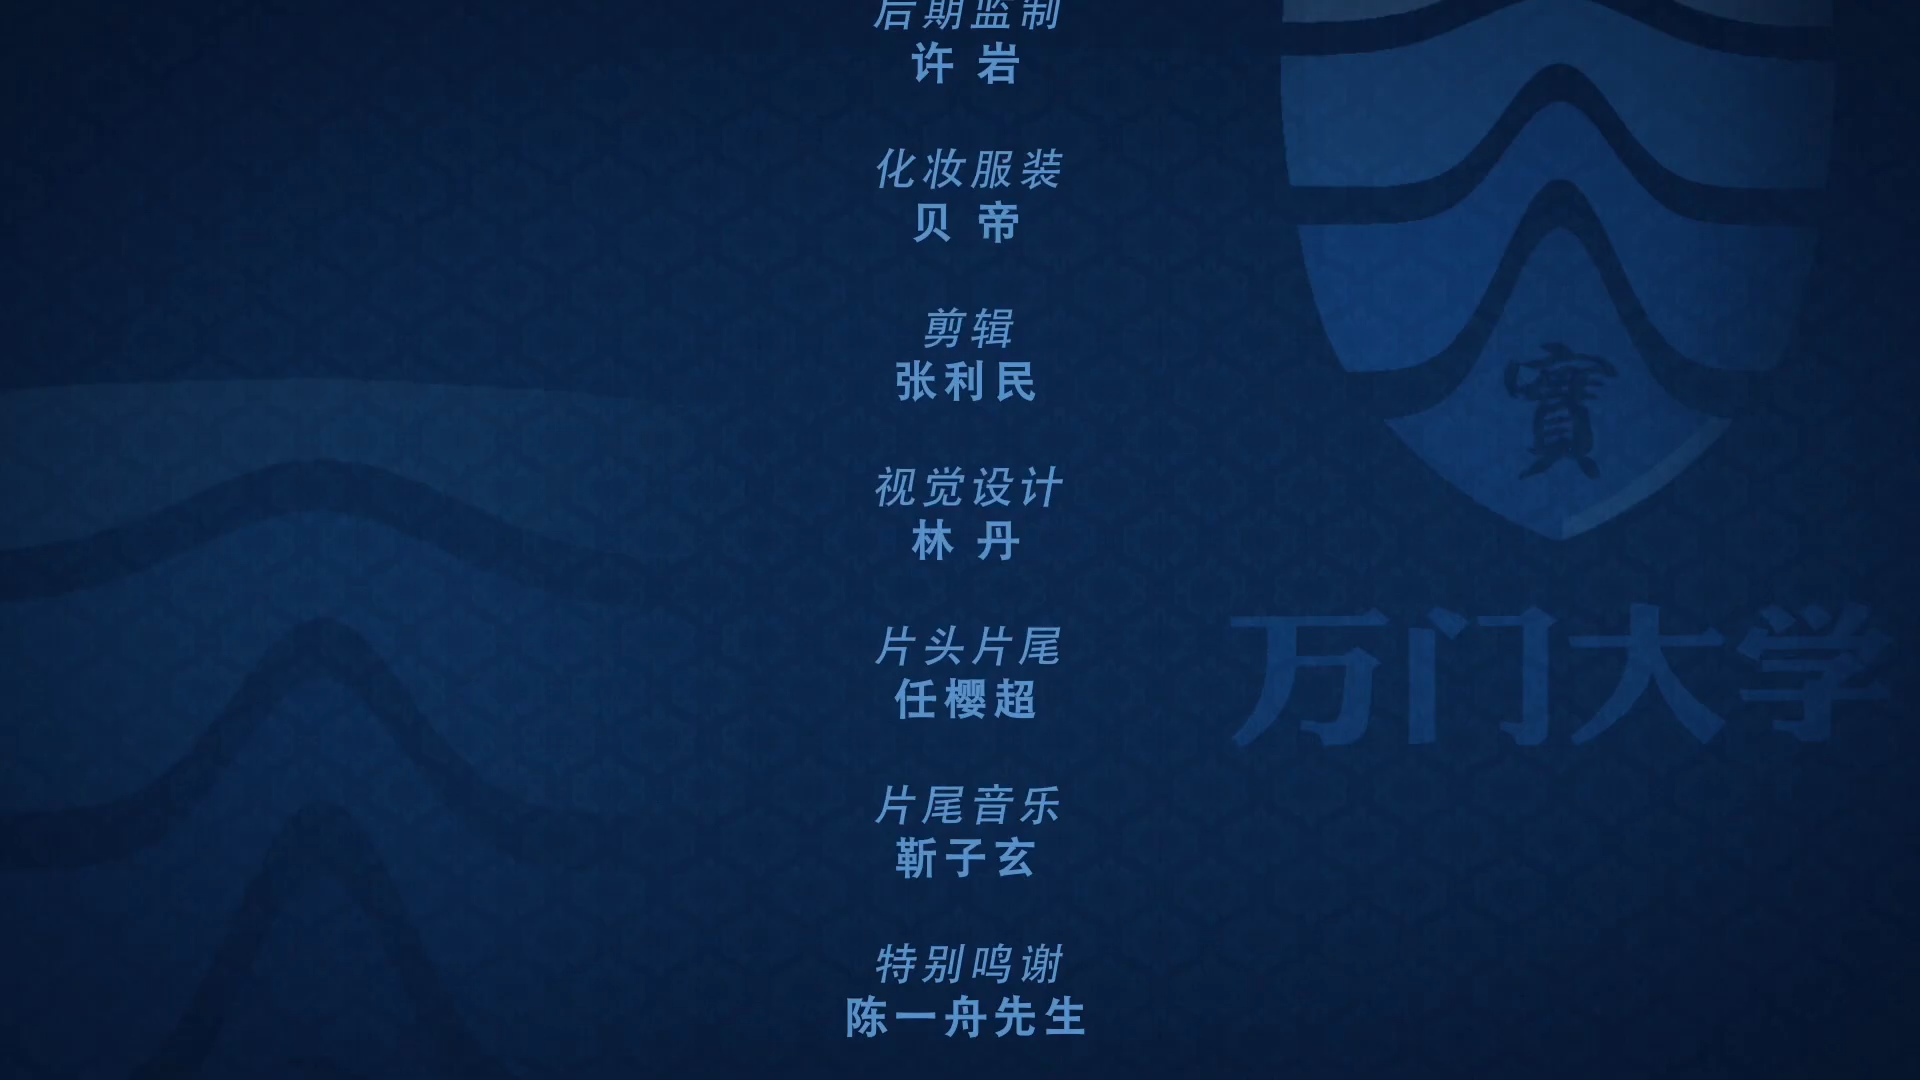 后期监制
许 岩
化妆服装
贝 帝
剪辑
张利民
视觉设计
林 丹
片头片尾
任樱超
片尾音乐
靳子玄
特别鸣谢
陈一舟先生
實
万门大学